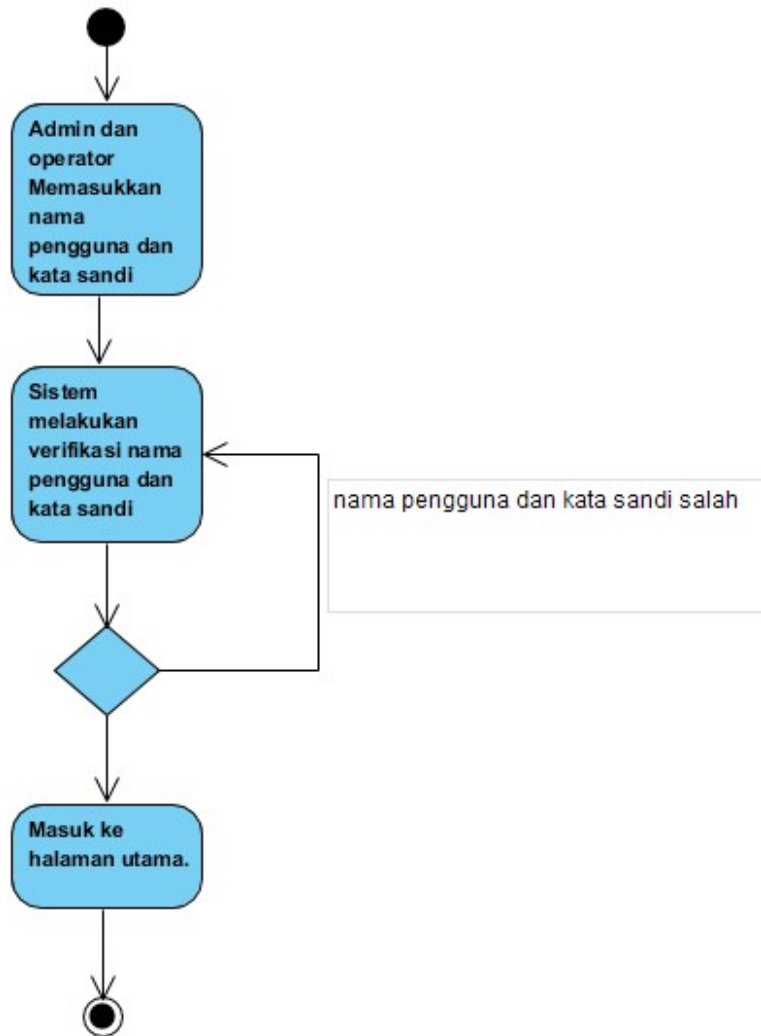 Admin dan
operator
Memasukkan
nama
pengguna dan
kata sandi
Sistem
melakukan
verifikasi nama
pengguna dan
kata sandi
nama pengguna dan kata sandi salah
Masuk ke
halaman utama.